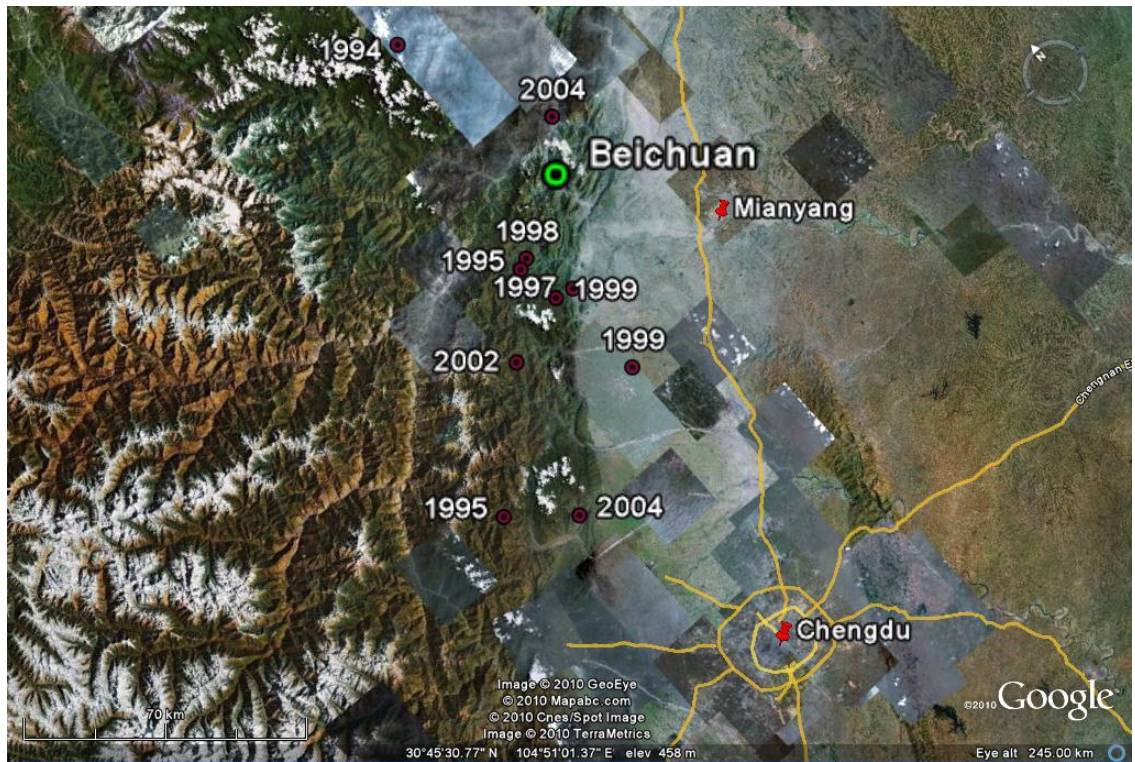 1994
2004
N
Beichuan
Mianyang
1998
1995
1997
1999
2002
1999
Chengnan E
1995
2004
Chengdu
Image © 2010 GeoEye
© 2010 Mapabc.com
© 2010 Cnes/Spot Image
Image © 2010 TerraMetrics
©2010 Google
70 km
30°45'30.77" N 104°51'01.37" E elev 458 m
Eye alt 245.00 km